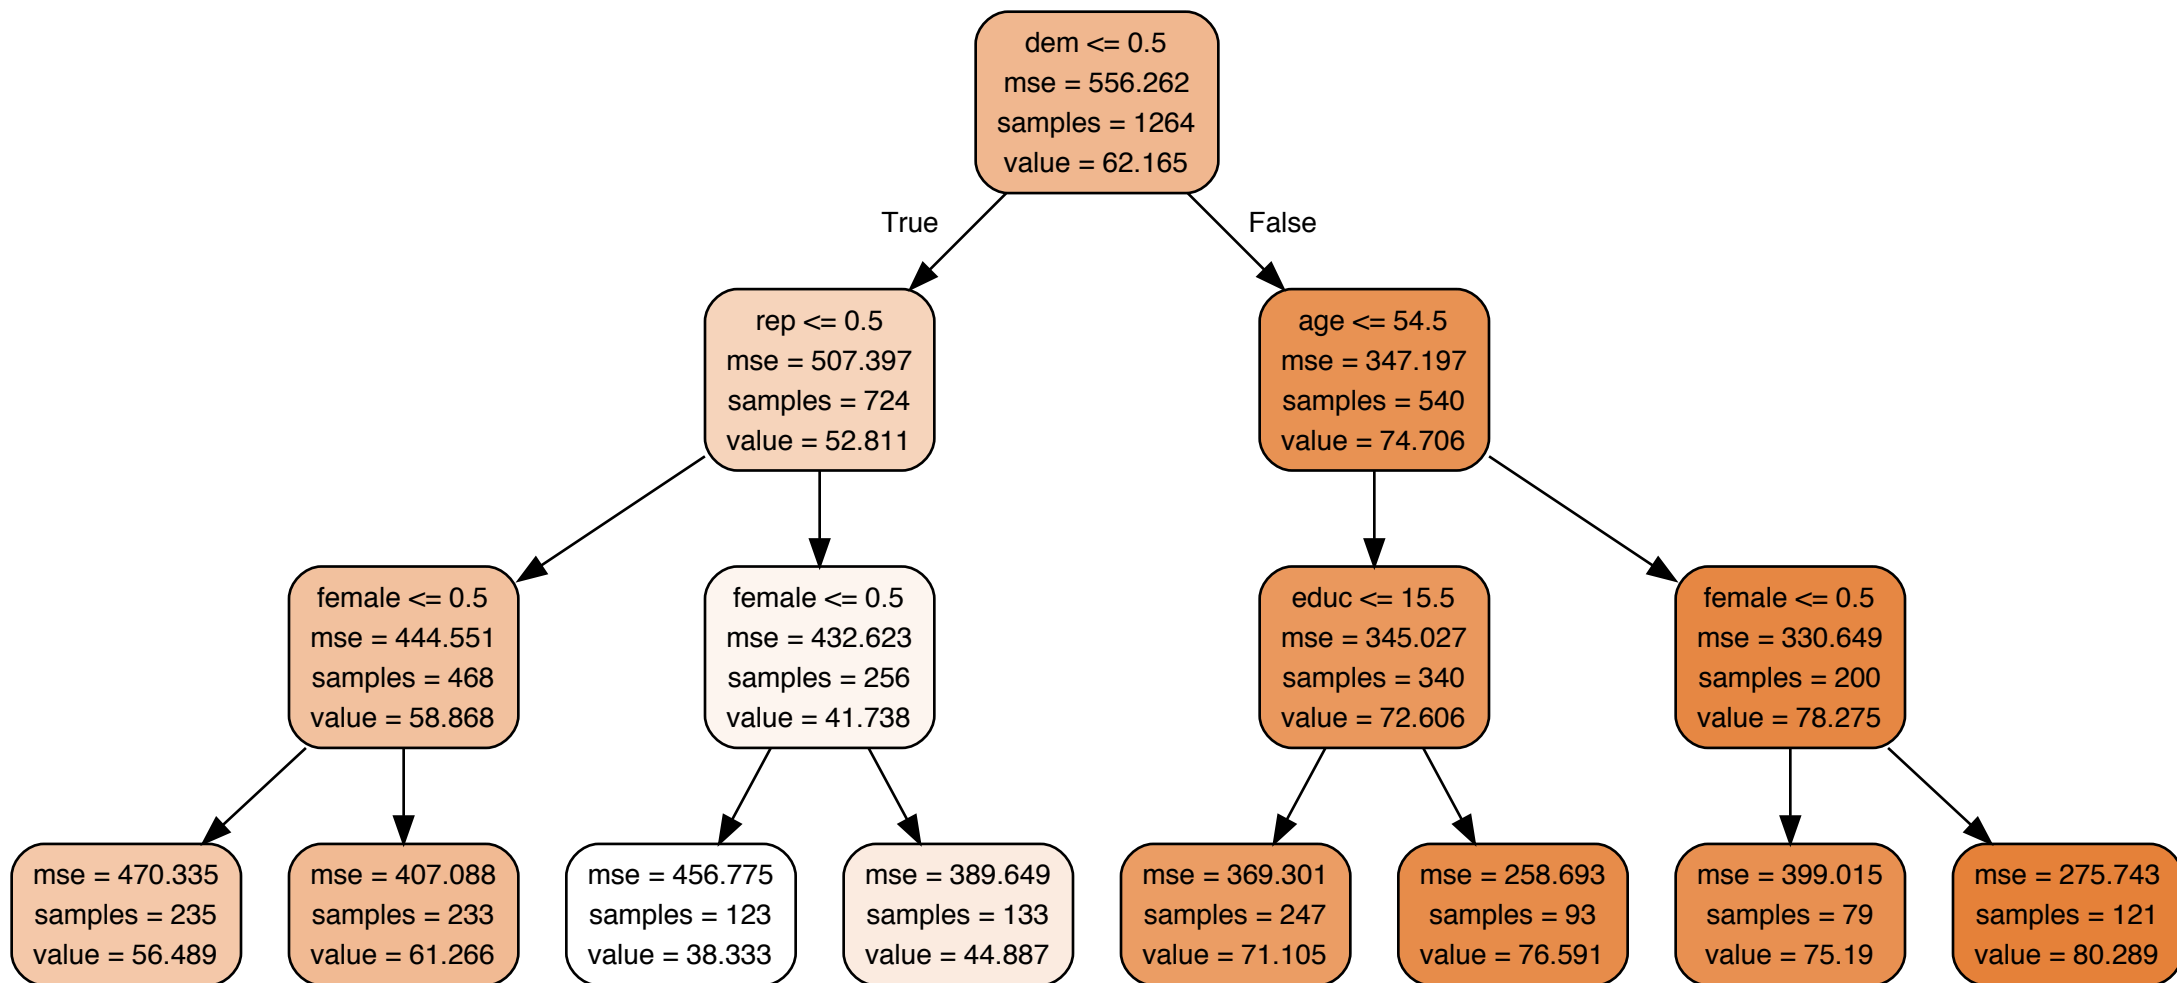 dem <= 0.5
mse = 556.262
samples = 1264
value = 62.165
True
False
rep <= 0.5
mse = 507.397
samples = 724
value = 52.811
age <= 54.5
mse = 347.197
samples = 540
value = 74.706
female <= 0.5
mse = 444.551
samples = 468
value = 58.868
female <= 0.5
mse = 432.623
samples = 256
value = 41.738
educ <= 15.5
mse = 345.027
samples = 340
value = 72.606
female <= 0.5
mse = 330.649
samples = 200
value = 78.275
mse = 470.335
samples = 235
value = 56.489
mse = 407.088
samples = 233
value = 61.266
mse = 456.775
samples = 123
value = 38.333
mse = 389.649
samples = 133
value = 44.887
mse = 369.301
samples = 247
value = 71.105
mse = 258.693
samples = 93
value = 76.591
mse = 399.015
samples = 79
value = 75.19
mse = 275.743
samples = 121
value = 80.289